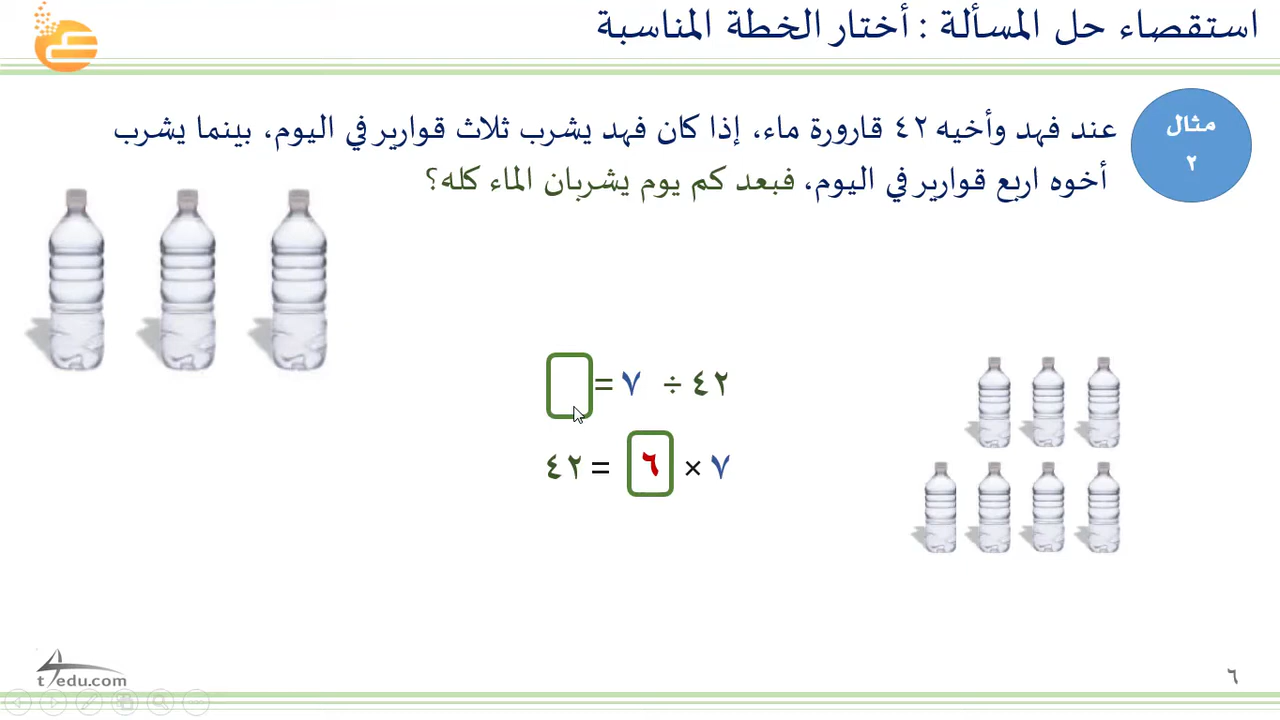 استقصاء حل المسألة : أختار الخطة المناسبة
مثال
٢
عند فهد وأخيه ٤٢ قارورة ماء، إذا كان فهد يشرب ثلاث قوارير في اليوم، بينما يشرب
أخوه اربع قوارير في اليوم، فبعد كم يوم يشربان الماء كله؟
٤٢ ÷ ٧ =
٧ × ٦ = ٤٢
t4edu.com
٦